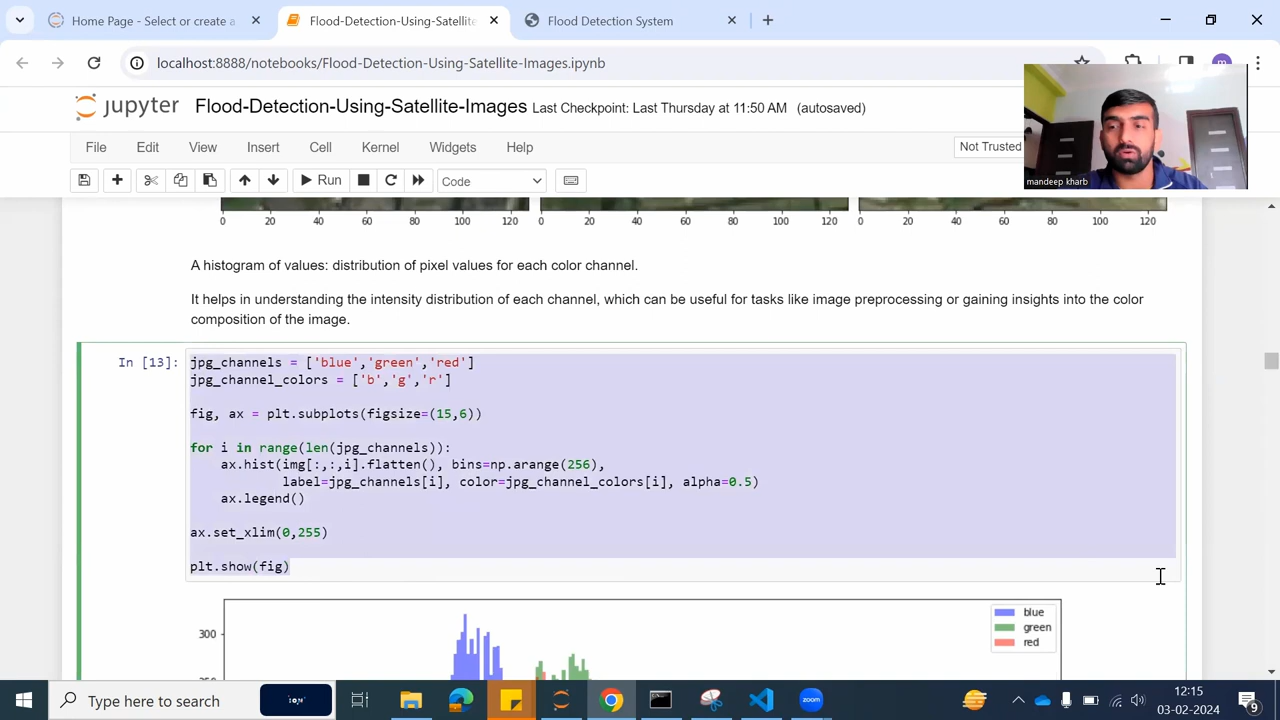 Home Page - Select or create a
Flood-Detection-Using-Satellite
Flood Detection System
localhost:8888/notebooks/Flood-Detection-Using-Satellite-Images.ipynb
jupyter Flood-Detection-Using-Satellite-Images Last Checkpoint: Last Thursday at 11:50 AM (autosaved)
File Edit View Insert Cell Kernel Widgets Help Not Trusted
Run Code
mandeep kharb
0 20 40 60 80 100 120 0 20 40 60 80 100 120 0 20 40 60 80 100 120
A histogram of values: distribution of pixel values for each color channel.
It helps in understanding the intensity distribution of each channel, which can be useful for tasks like image preprocessing or gaining insights into the color
composition of the image.
In [13]:
jpg_channels = ['blue','green','red']
jpg_channel_colors = ['b','g','r']
fig, ax = plt.subplots(figsize=(15,6))
for i in range(len(jpg_channels)):
ax.hist(img[:,:,i].flatten(), bins=np.arange(256),
label=jpg_channels[i], color=jpg_channel_colors[i], alpha=0.5)
ax.legend()
ax.set_xlim(0,255)
plt.show(fig)
blue
green
red
300
Type here to search
zoom
12:15
03-02-2024
9